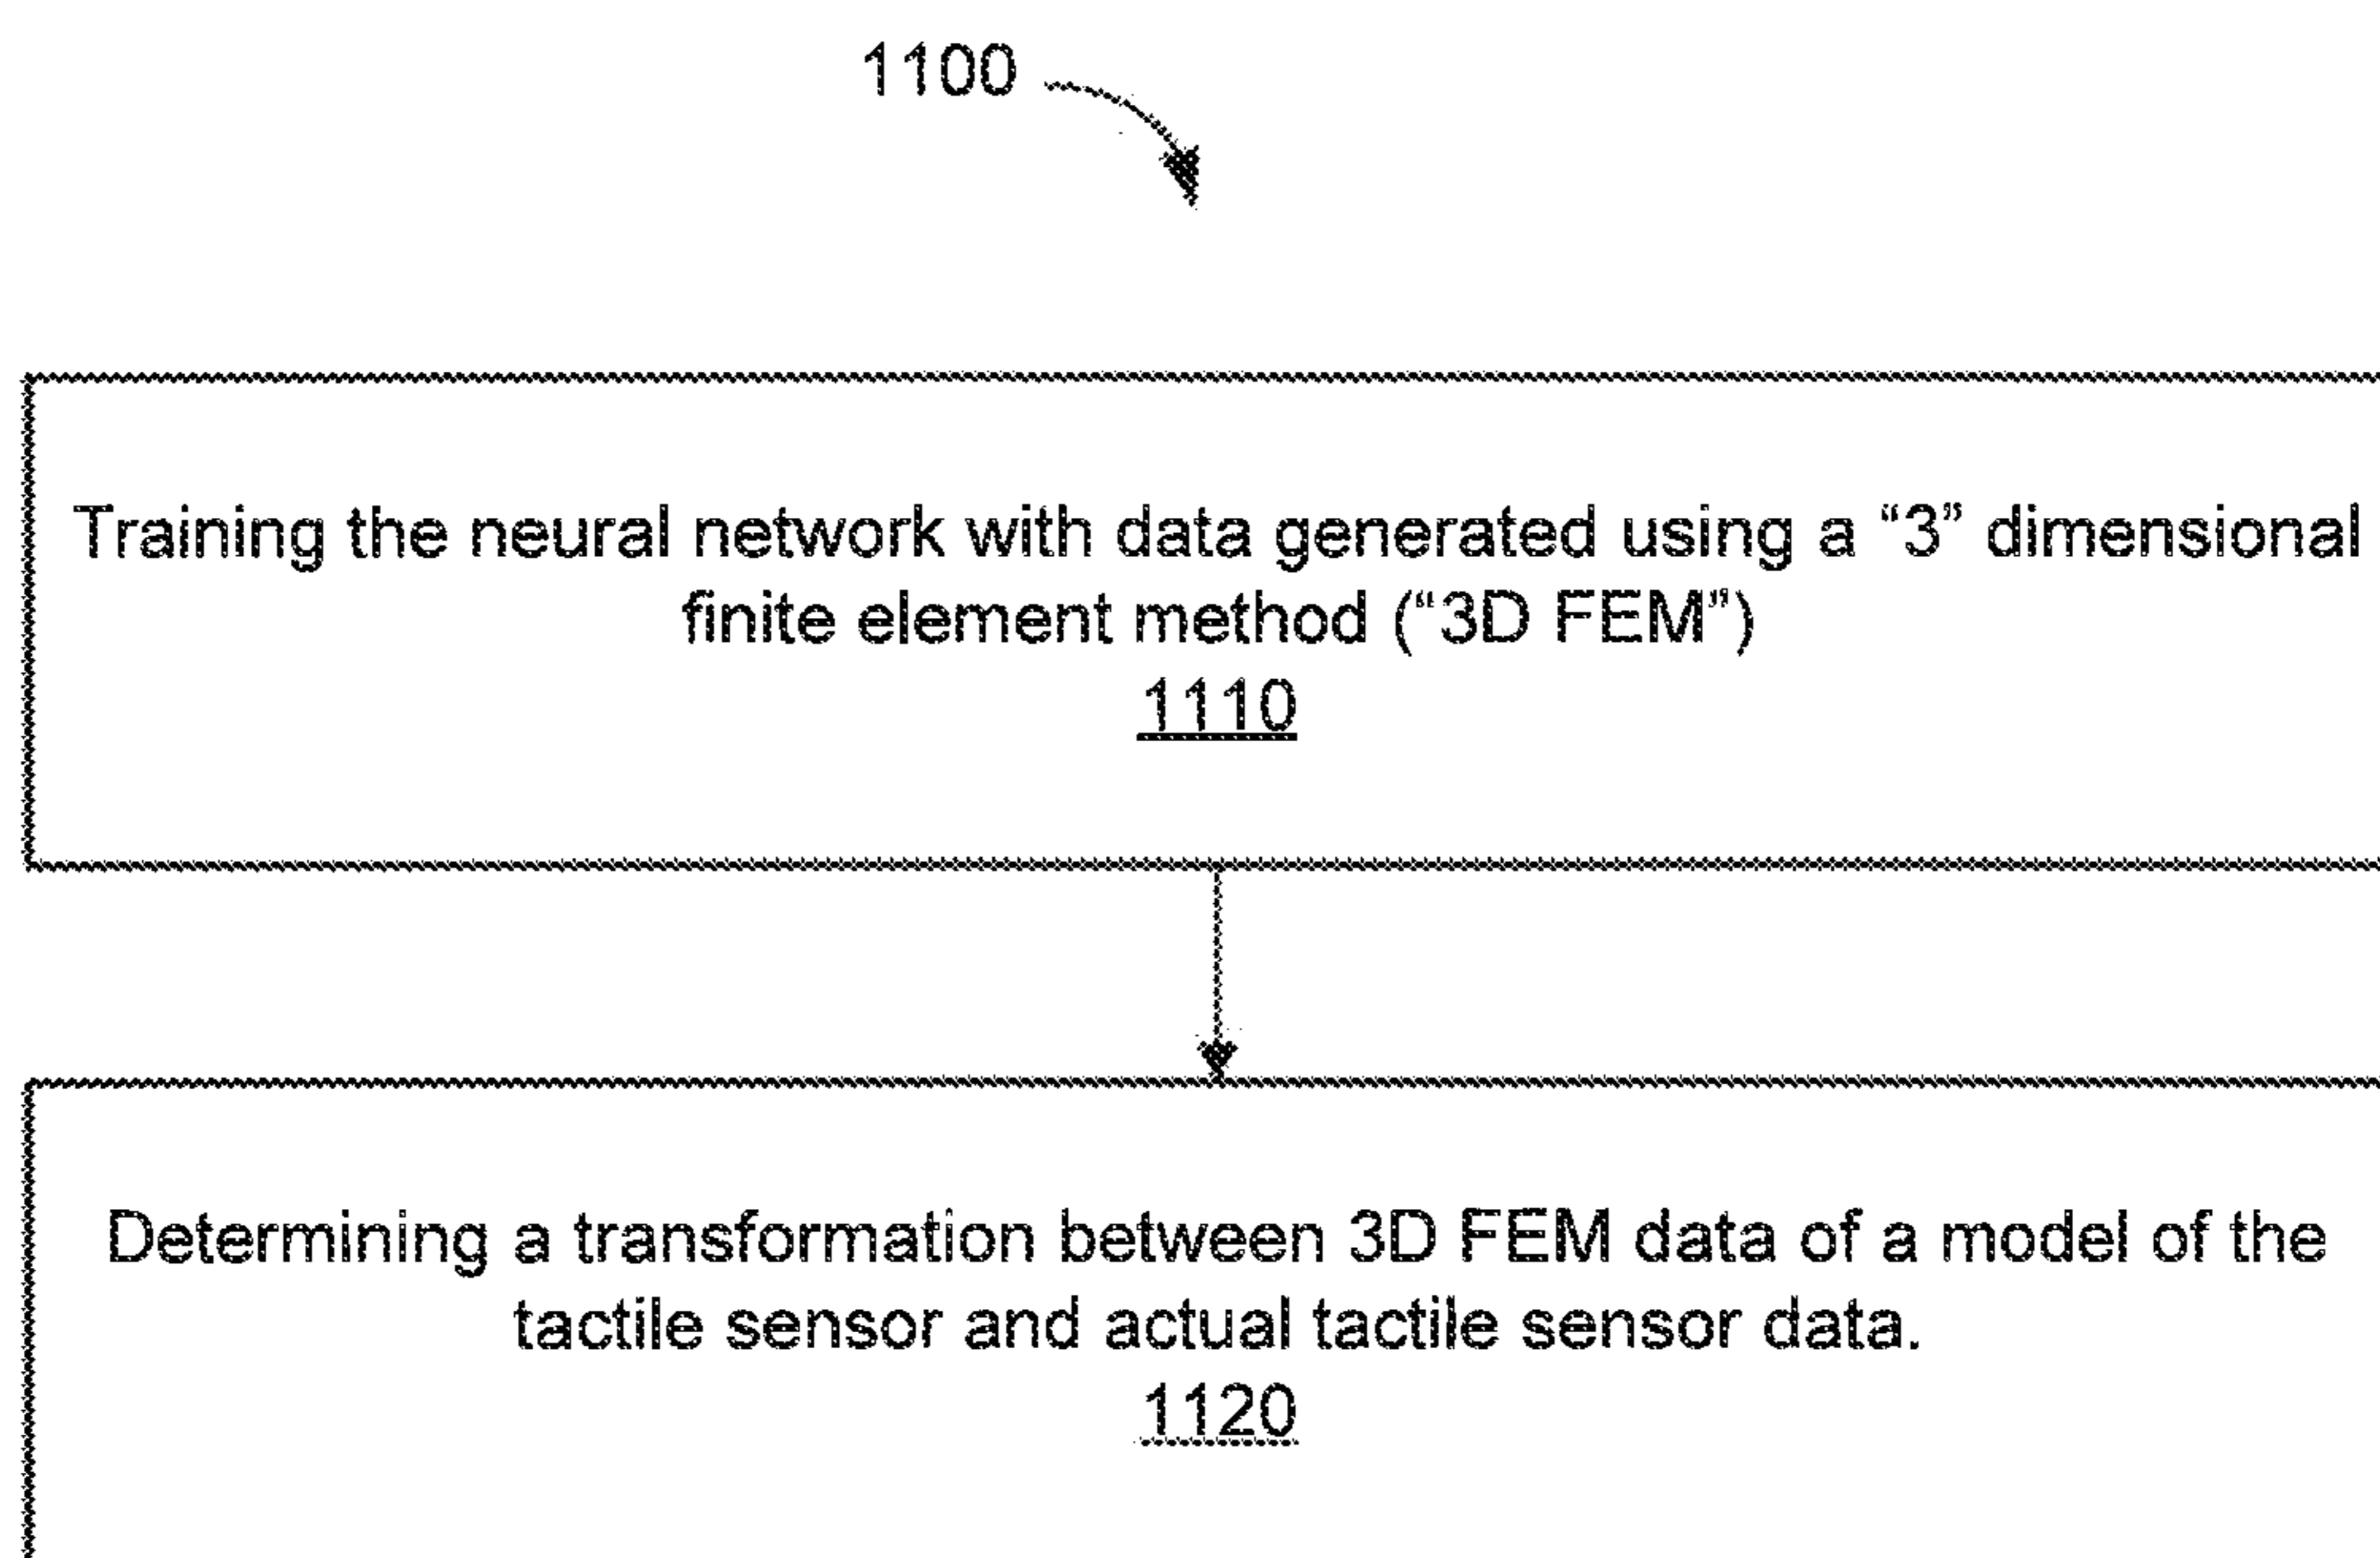 1100
Training the neural network with data generated using a “3” dimensional
finite element method (“3D FEM”)
1110
Determining a transformation between 3D FEM data of a model of the
tactile sensor and actual tactile sensor data.
1120